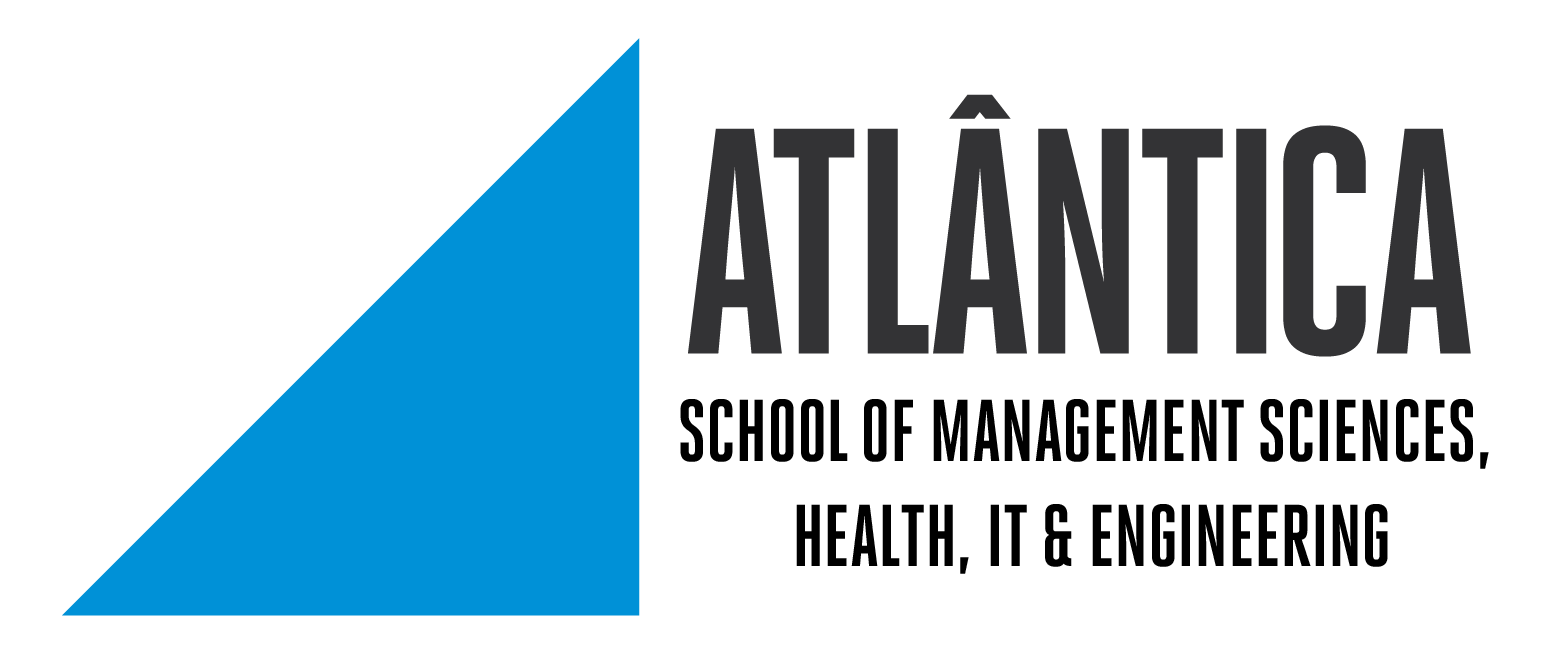 ATLÂNTICA
SCHOOL OF MANAGEMENT SCIENCES,
HEALTH, IT & ENGINEERING